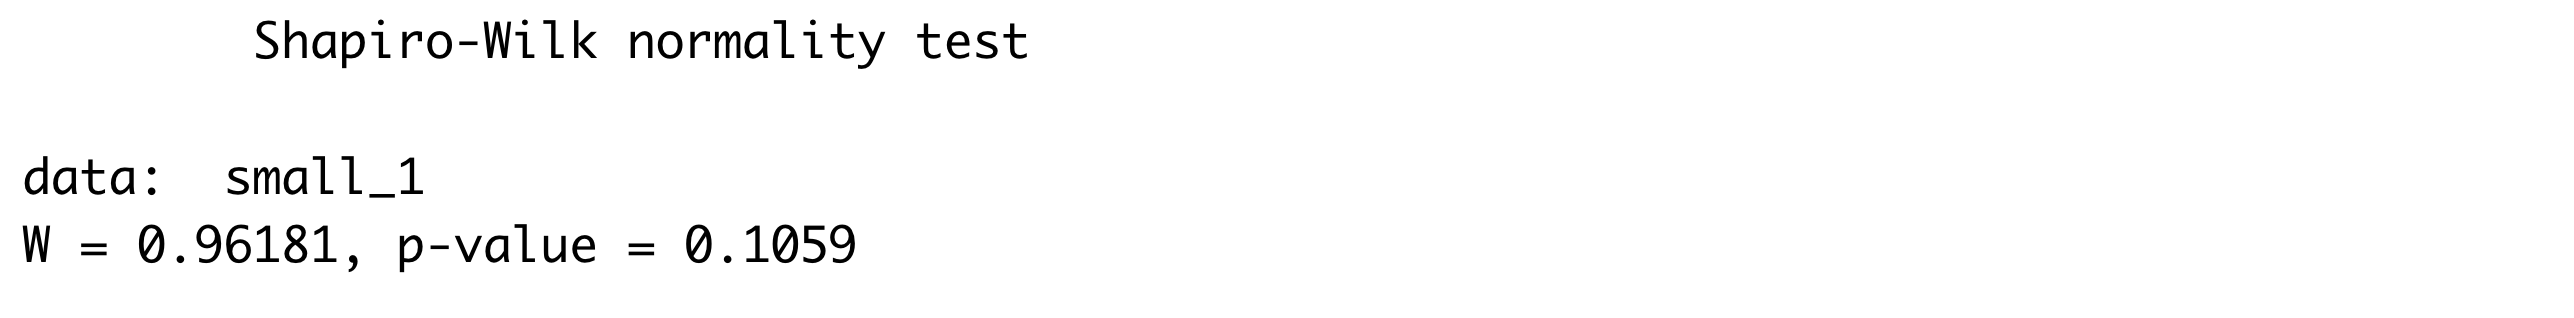 Shapiro-Wilk normality test
data:  small_1
W = 0.96181, p-value = 0.1059